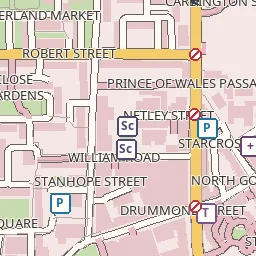 CARRINGTON S
ERLAND MARKET
ROBERT STREET
CLOSE
PRINCE OF WALES PASSA
ARDENS
NETLEY STREET
Sc
P
STARCROS
Sc
WILLIAM ROAD
STANHOPE STREET
NORTH GO
P
DRUMMOND STREET
T
QUARE